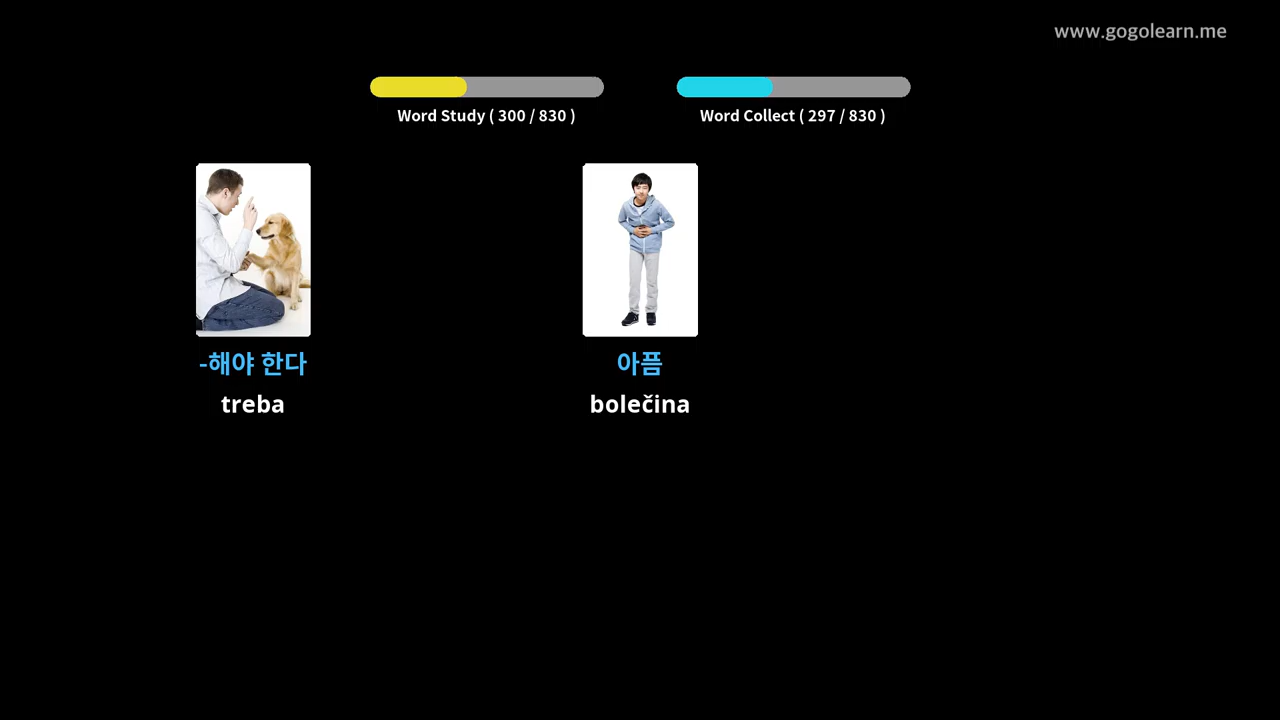 www.gogolearn.me
Word Study ( 300 / 830 )
Word Collect ( 297 / 830 )
-해야 한다
treba
아픔
bolečina